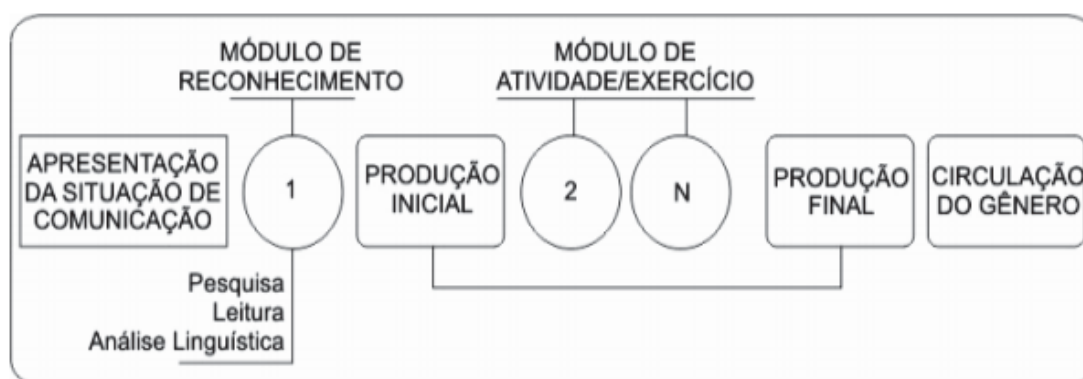 MÓDULO DE
RECONHECIMENTO
MÓDULO DE
ATIVIDADE/EXERCÍCIO
APRESENTAÇÃO
DA SITUAÇÃO DE
COMUNICAÇÃO
1
PRODUÇÃO
INICIAL
2
N
PRODUÇÃO
FINAL
CIRCULAÇÃO
DO GÊNERO
Pesquisa
Leitura
Análise Linguística